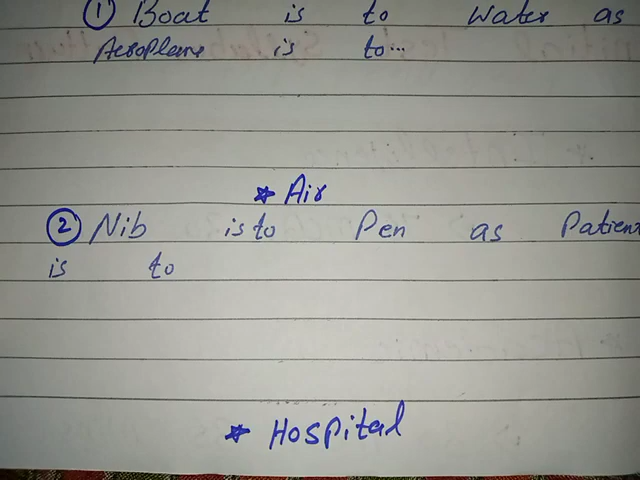 ① Boat is to Water as
Aeroplane is to...
* Air
② Nib is to Pen as Patient
is to
* Hospital